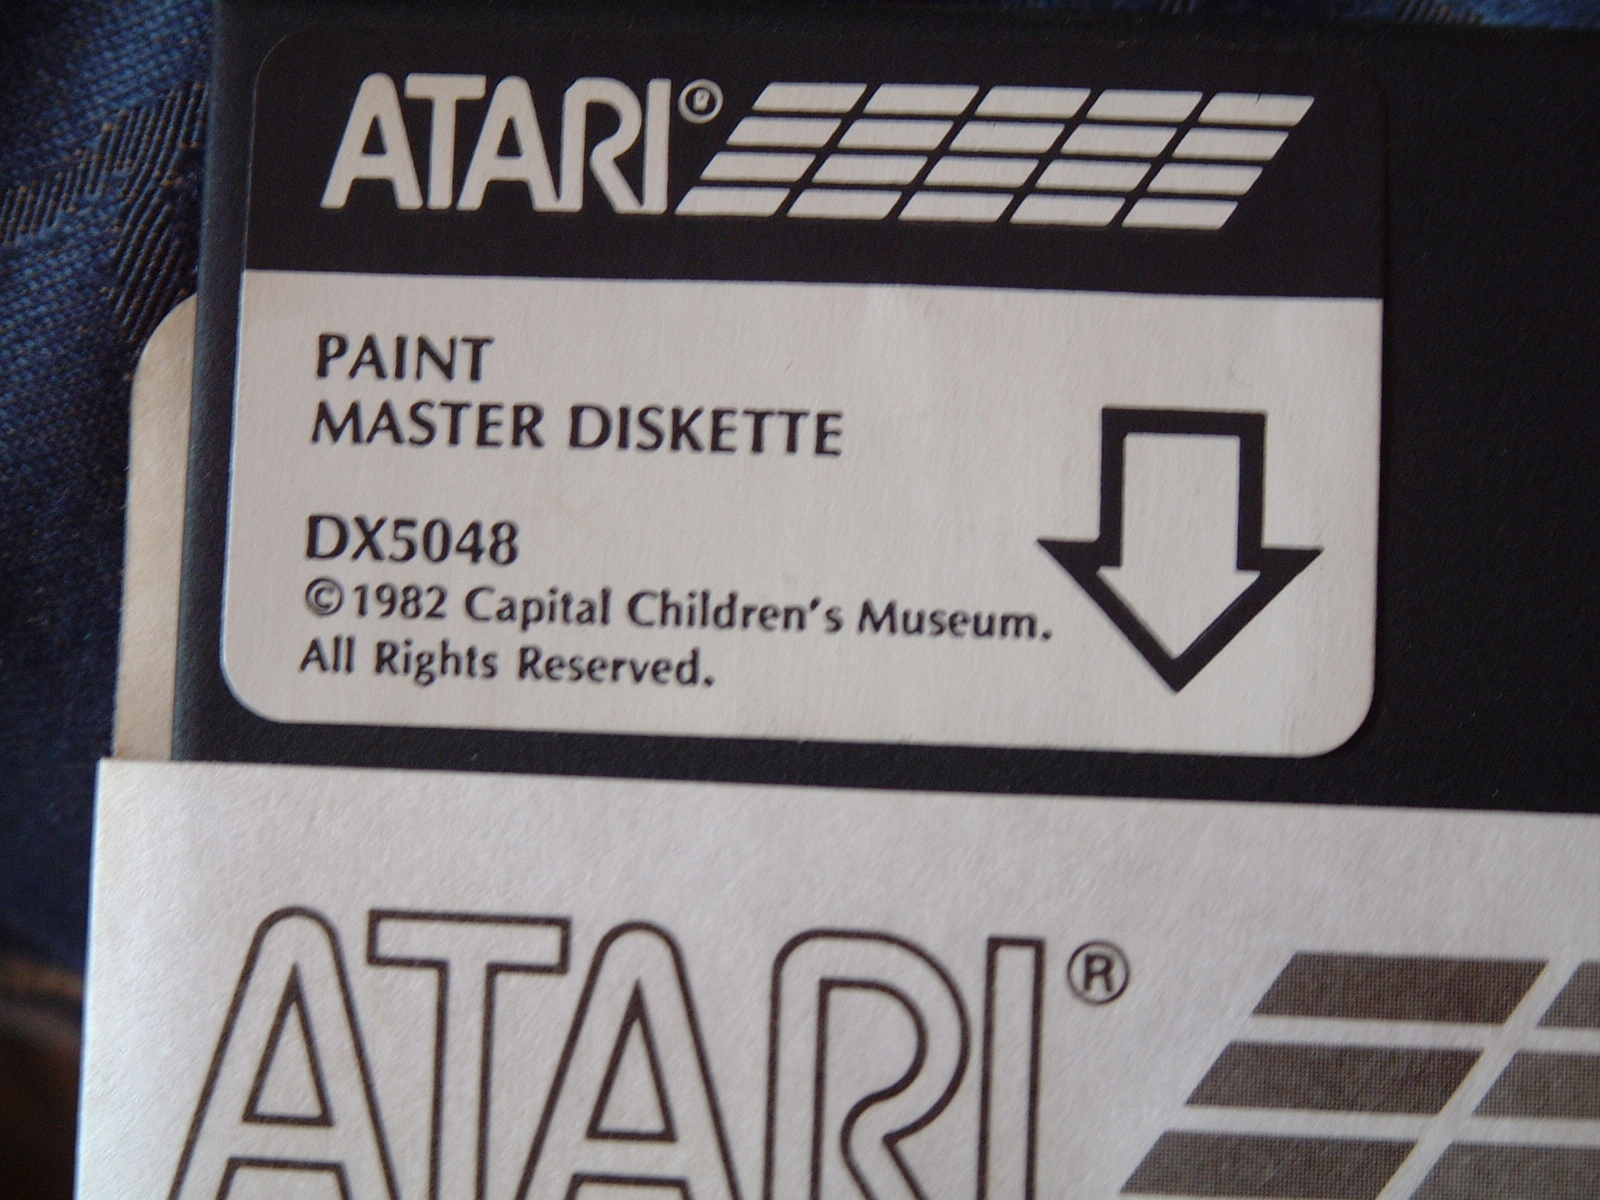 ATARI®
PAINT
MASTER DISKETTE
DX5048
©1982 Capital Children's Museum.
All Rights Reserved.
ATARI®